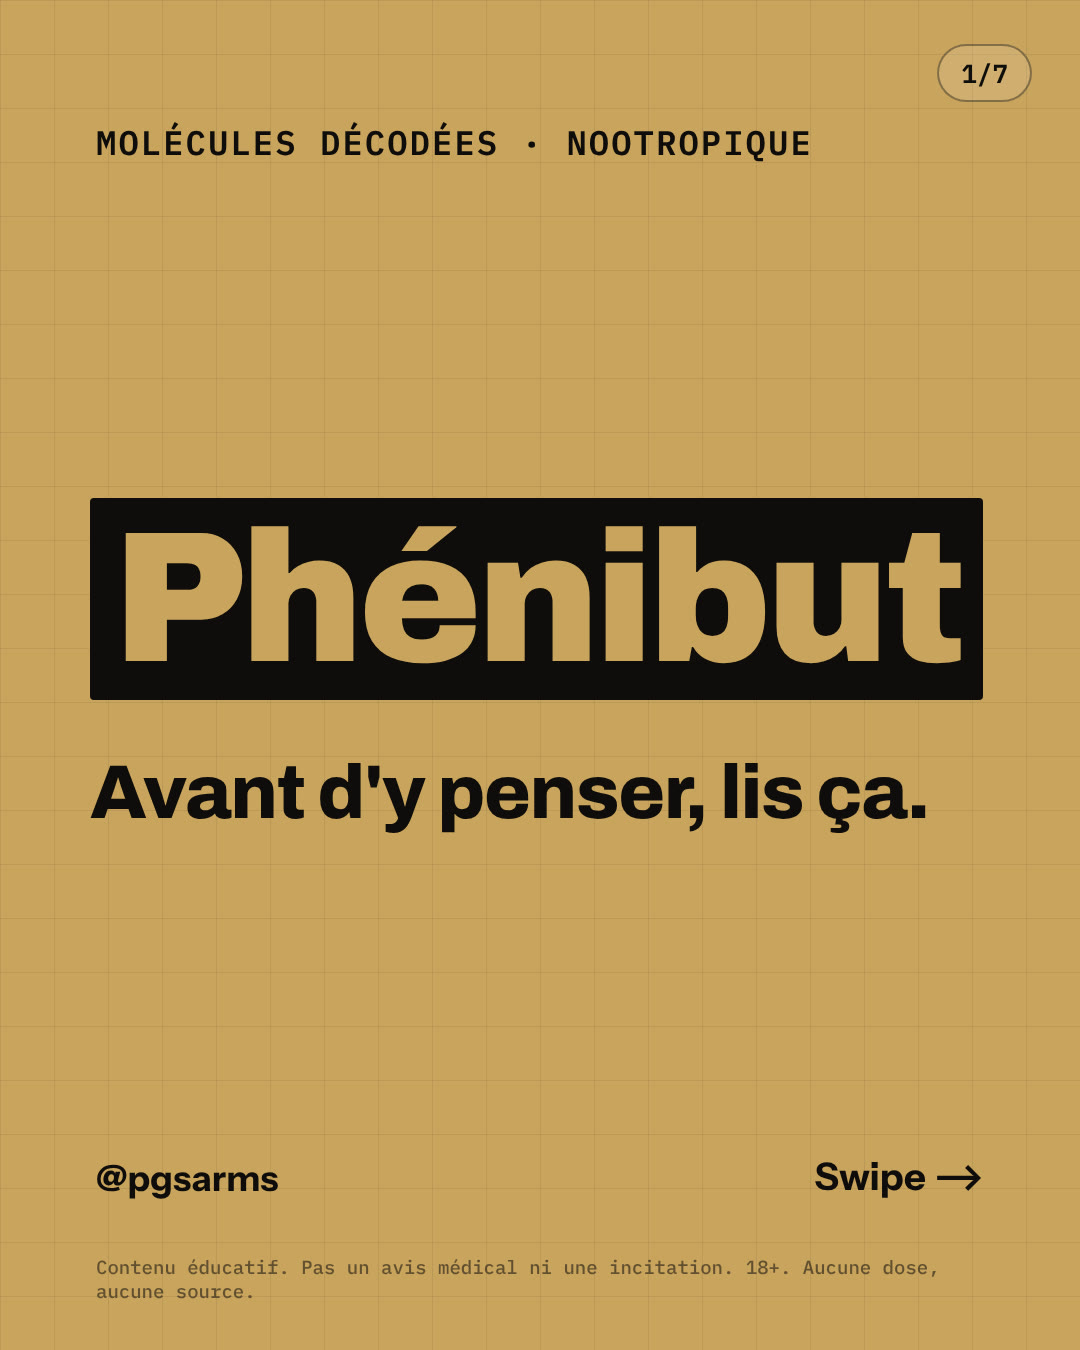 1/7
MOLÉCULES DÉCODÉES · NOOTROPIQUE
Phénibut
Avant d'y penser, lis ça.
@pgsarms
Swipe →
Contenu éducatif. Pas un avis médical ni une incitation. 18+. Aucune dose,
aucune source.